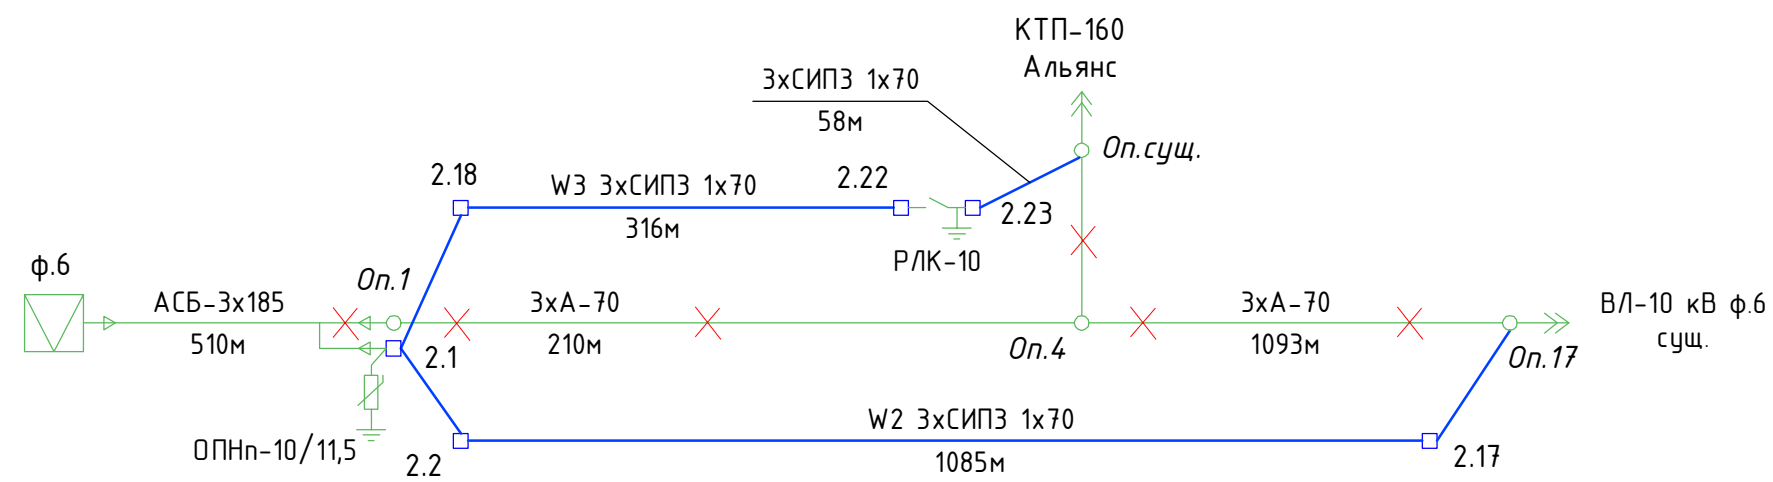 КТП-160
Альянс
3хСИП3 1х70
58м
Оп.сущ.
2.18
W3 3хСИП3 1х70
316м
2.22
2.23
РЛК-10
ф.6
Оп.1
АСБ-3х185
510м
3хА-70
210м
2.1
Оп.4
3хА-70
1093м
Оп.17
ВЛ-10 кВ ф.6
сущ.
ОПНп-10/11,5
2.2
W2 3хСИП3 1х70
1085м
2.17